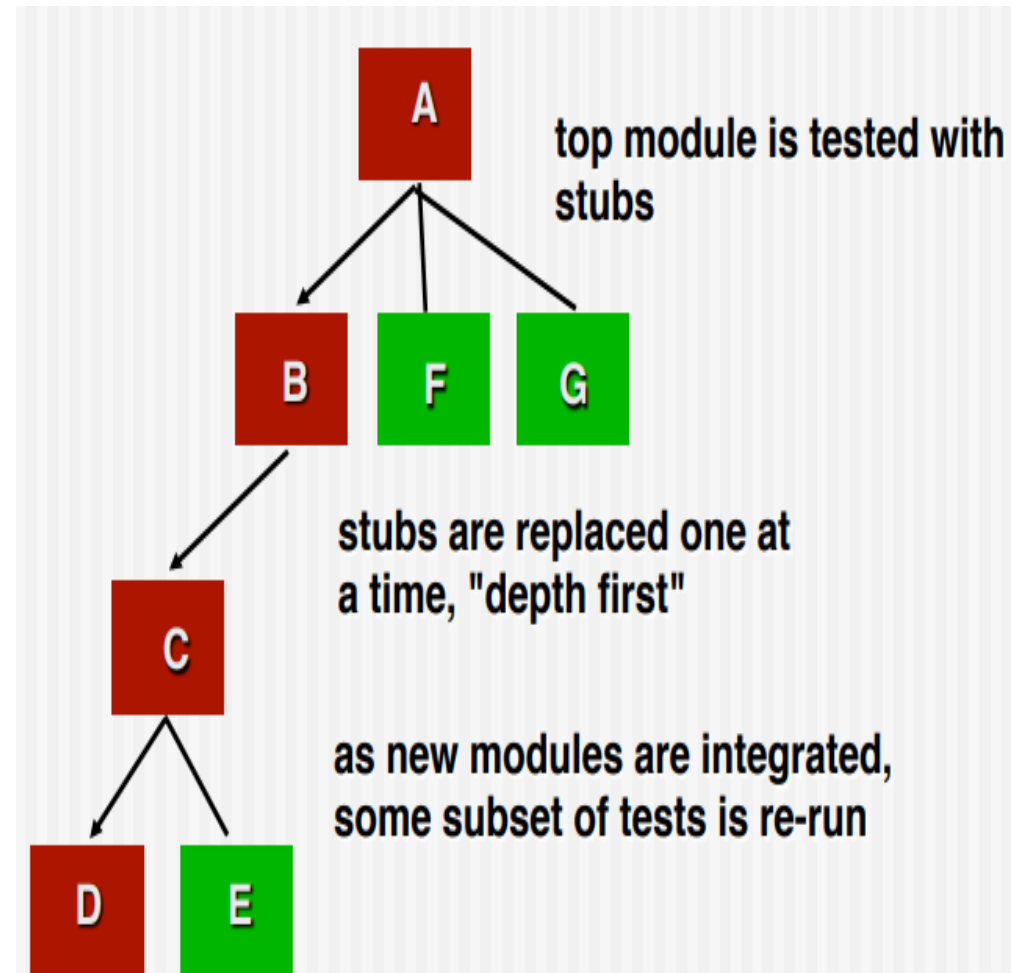 A
top module is tested with
stubs
B
F
G
stubs are replaced one at
a time, "depth first"
C
as new modules are integrated,
some subset of tests is re-run
D
E